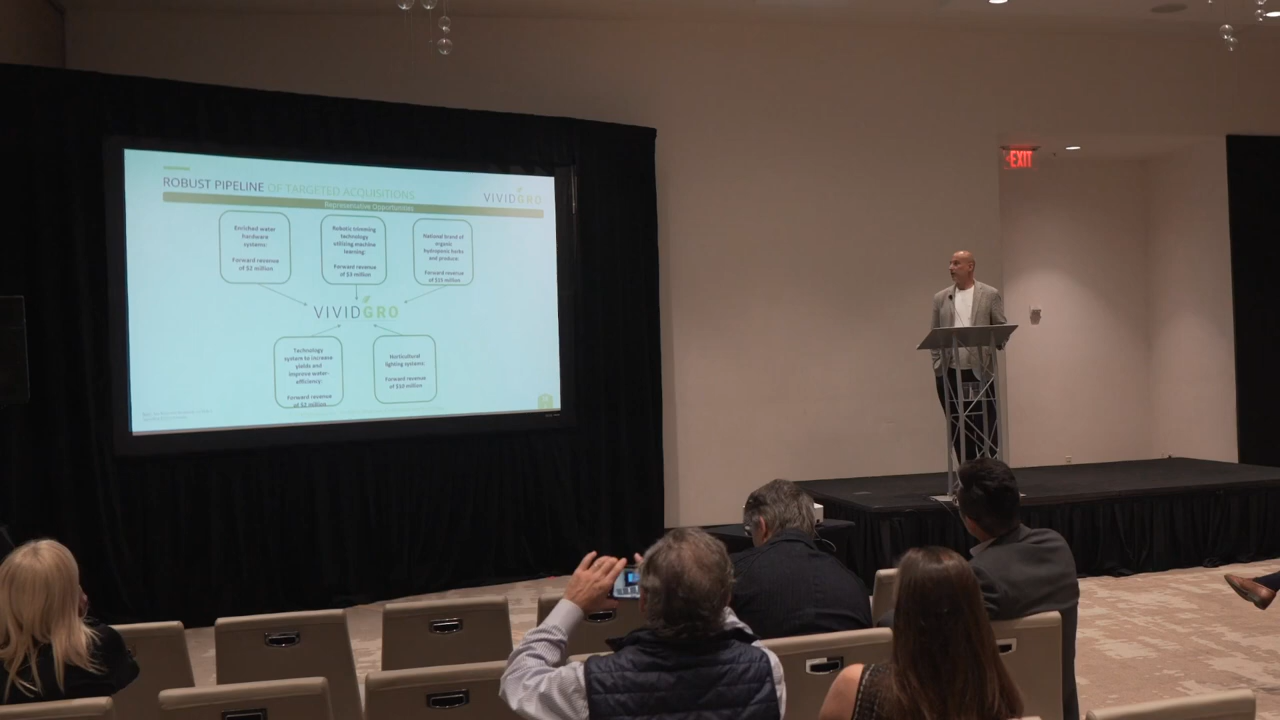 ROBUST PIPELINE OF TARGETED ACQUISITIONS
VIVIDGRO
Representative Opportunities
Enriched water
hardware
systems:
Forward revenue
of $2 million
Robotic trimming
technology
utilizing machine
learning:
Forward revenue
of $3 million
National brand of
organic
hydroponic herbs
and produce
Forward revenue
of $15 million
VIVIDGRO
Technology
system to increase
yields and
improve water-
efficiency:
Forward revenue
of $2 million
Horticultural
lighting systems:
Forward revenue
of $10 million
EXIT